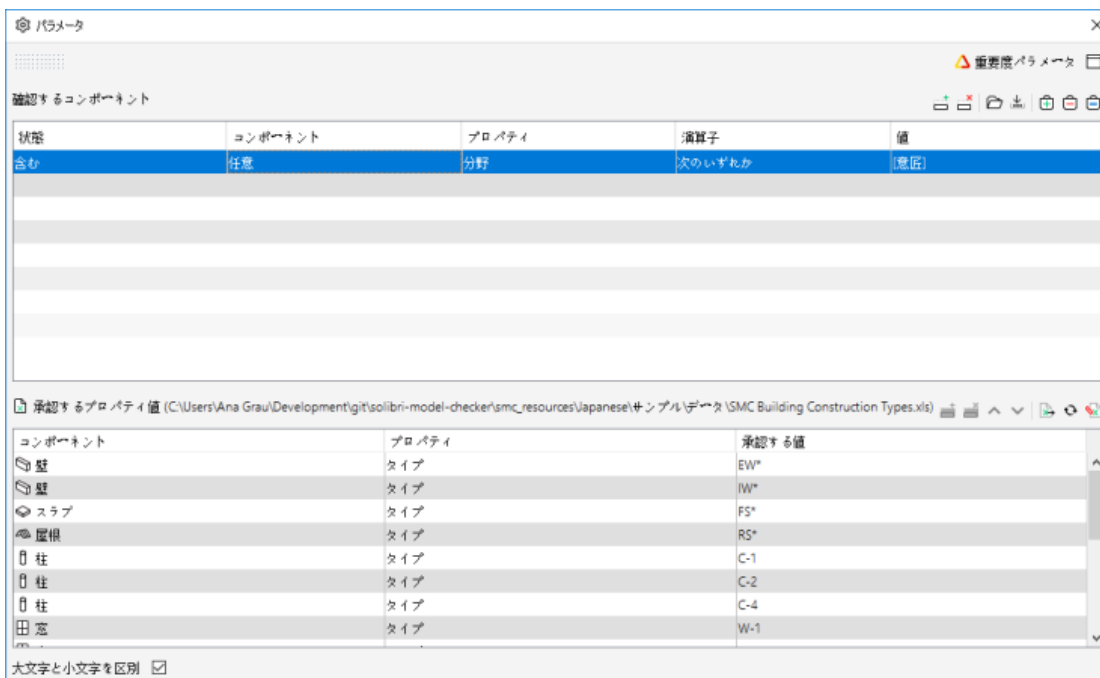 パラメータ
重要度パラメータ
確認するコンポーネント
状態 コンポーネント プロパティ 演算子 値
含む 任意 分野 次のいずれか [意匠]
承認するプロパティ値 (C:\Users\Ana Grau\Development\git\solibri-model-checker\smc_resources\Japanese\サンプル\データ\SMC Building Construction Types.xls)
コンポーネント プロパティ 承認する値
壁 タイプ EW*
壁 タイプ IW*
スラブ タイプ FS*
屋根 タイプ RS*
柱 タイプ C-1
柱 タイプ C-2
柱 タイプ C-4
窓 タイプ W-1
大文字と小文字を区別